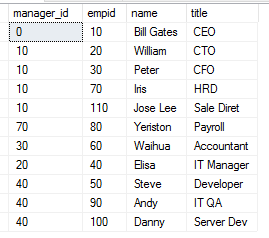 manager_id empid name title
0 10 Bill Gates CEO
10 20 William CTO
10 30 Peter CFO
10 70 Iris HRD
10 110 Jose Lee Sale Diret
70 80 Yeriston Payroll
30 60 Waihua Accountant
20 40 Elisa IT Manager
40 50 Steve Developer
40 90 Andy IT QA
40 100 Danny Server Dev